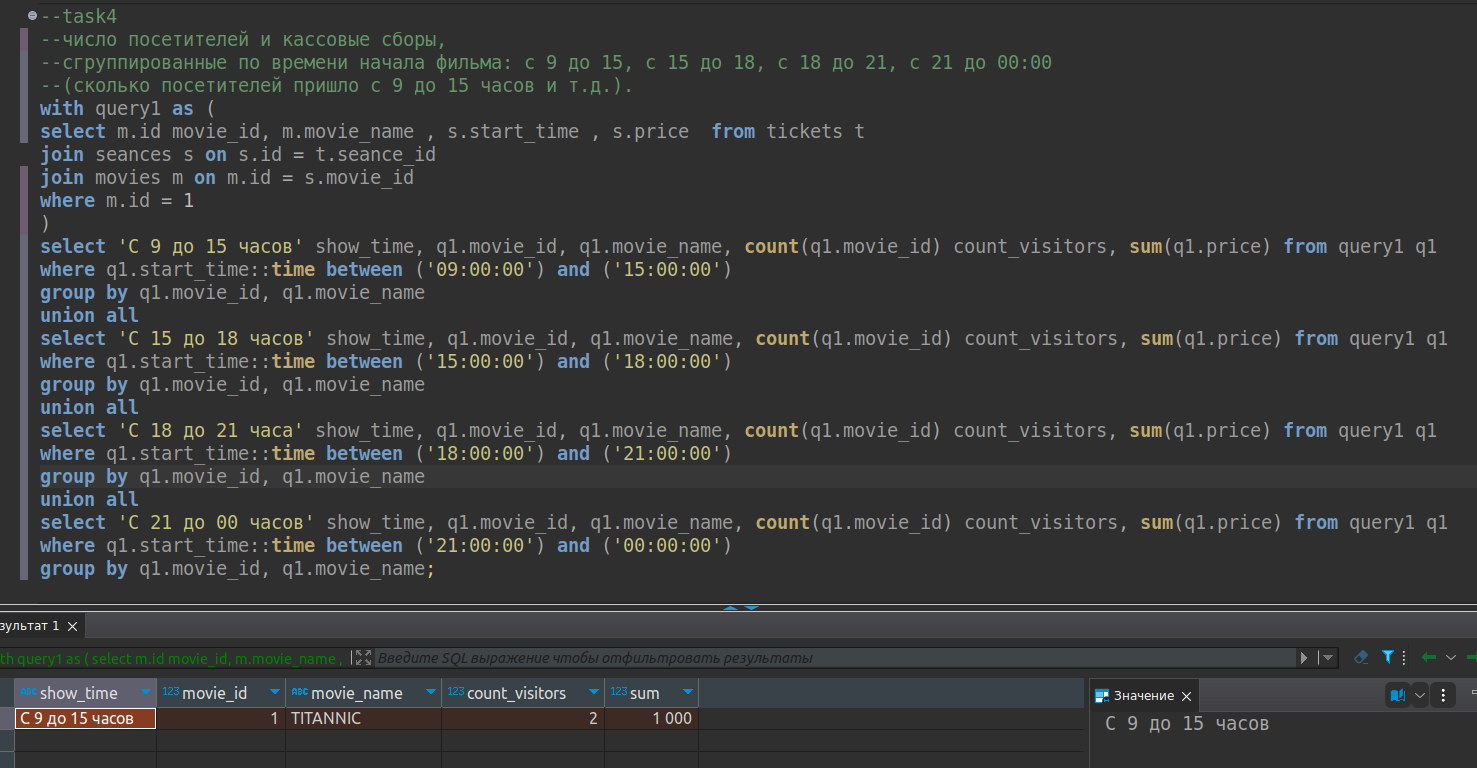 --task4
--число посетителей и кассовые сборы,
--сгруппированные по времени начала фильма: с 9 до 15, с 15 до 18, с 18 до 21, с 21 до 00:00
--(сколько посетителей пришло с 9 до 15 часов и т.д.).
with query1 as (
select m.id movie_id, m.movie_name , s.start_time , s.price  from tickets t
join seances s on s.id = t.seance_id
join movies m on m.id = s.movie_id
where m.id = 1
)
select 'С 9 до 15 часов' show_time, q1.movie_id, q1.movie_name, count(q1.movie_id) count_visitors, sum(q1.price) from query1 q1
where q1.start_time::time between ('09:00:00') and ('15:00:00')
group by q1.movie_id, q1.movie_name
union all
select 'С 15 до 18 часов' show_time, q1.movie_id, q1.movie_name, count(q1.movie_id) count_visitors, sum(q1.price) from query1 q1
where q1.start_time::time between ('15:00:00') and ('18:00:00')
group by q1.movie_id, q1.movie_name
union all
select 'С 18 до 21 часа' show_time, q1.movie_id, q1.movie_name, count(q1.movie_id) count_visitors, sum(q1.price) from query1 q1
where q1.start_time::time between ('18:00:00') and ('21:00:00')
group by q1.movie_id, q1.movie_name
union all
select 'С 21 до 00 часов' show_time, q1.movie_id, q1.movie_name, count(q1.movie_id) count_visitors, sum(q1.price) from query1 q1
where q1.start_time::time between ('21:00:00') and ('00:00:00')
group by q1.movie_id, q1.movie_name;
зультат 1
th query1 as ( select m.id movie_id, m.movie_name , Введите SQL выражение чтобы отфильтровать результаты
ABC show_time 123 movie_id ABC movie_name 123 count_visitors 123 sum Значение
С 9 до 15 часов 1 TITANNIC 2 1 000 С 9 до 15 часов